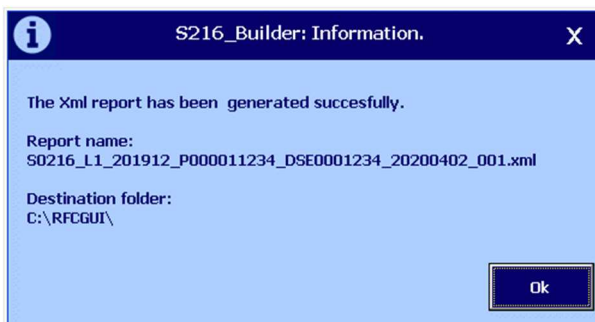 S216_Builder: Information.
X
The Xml report has been generated succesfully.
Report name:
S0216_L1_201912_P000011234_DSE0001234_20200402_001.xml
Destination folder:
C:\RFCGUI\
Ok